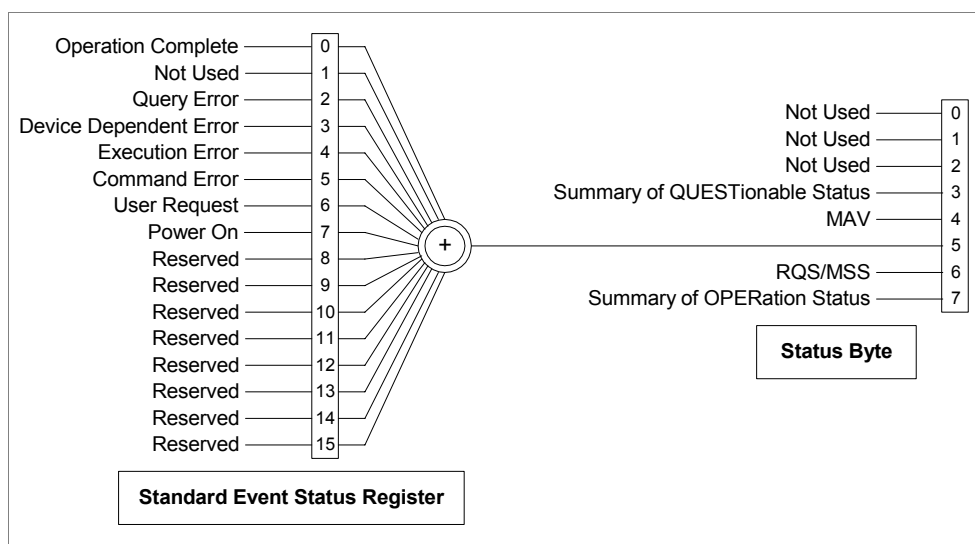 Operation Complete 0
Not Used 1
Query Error 2
Device Dependent Error 3
Execution Error 4
Command Error 5
User Request 6
Power On 7
Reserved 8
Reserved 9
Reserved 10
Reserved 11
Reserved 12
Reserved 13
Reserved 14
Reserved 15
Standard Event Status Register
+
Not Used 0
Not Used 1
Not Used 2
Summary of QUESTionable Status 3
MAV 4
5
RQS/MSS 6
Summary of OPERation Status 7
Status Byte